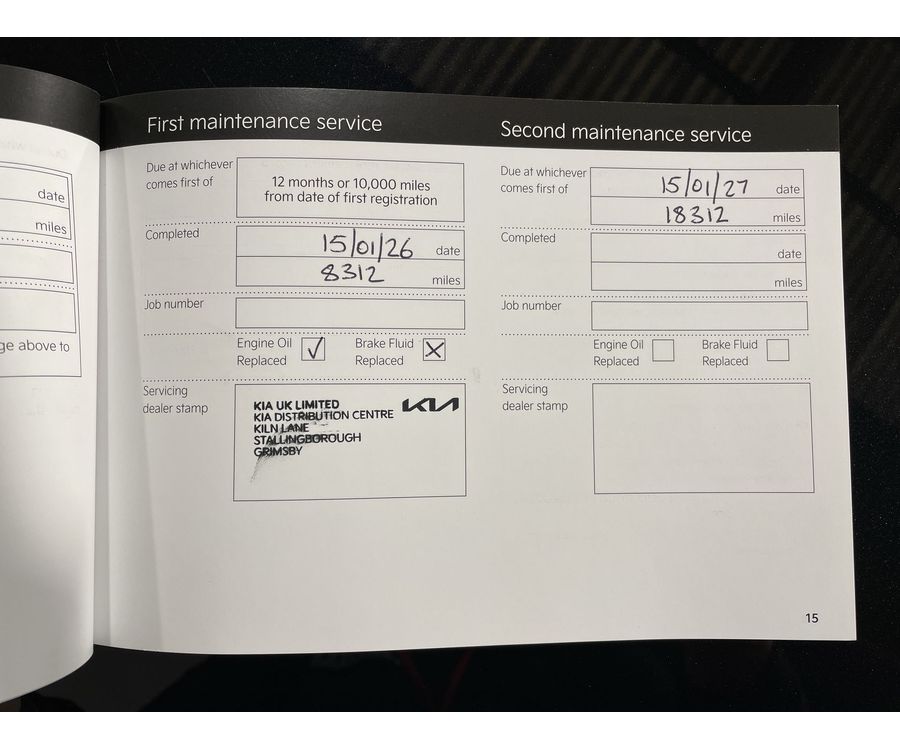 date
miles
ge above to
First maintenance service
Due at whichever
comes first of
12 months or 10,000 miles
from date of first registration
Completed
15/01/26 date
8312 miles
Job number
Engine Oil
Replaced
✓
Brake Fluid
Replaced
X
Servicing
dealer stamp
KIA UK LIMITED
KIA DISTRIBUTION CENTRE
KILN LANE
STALLINGBOROUGH
GRIMSBY
KIA
Second maintenance service
Due at whichever
comes first of
15/01/27 date
18312 miles
Completed
date
miles
Job number
Engine Oil
Replaced
Brake Fluid
Replaced
Servicing
dealer stamp
15